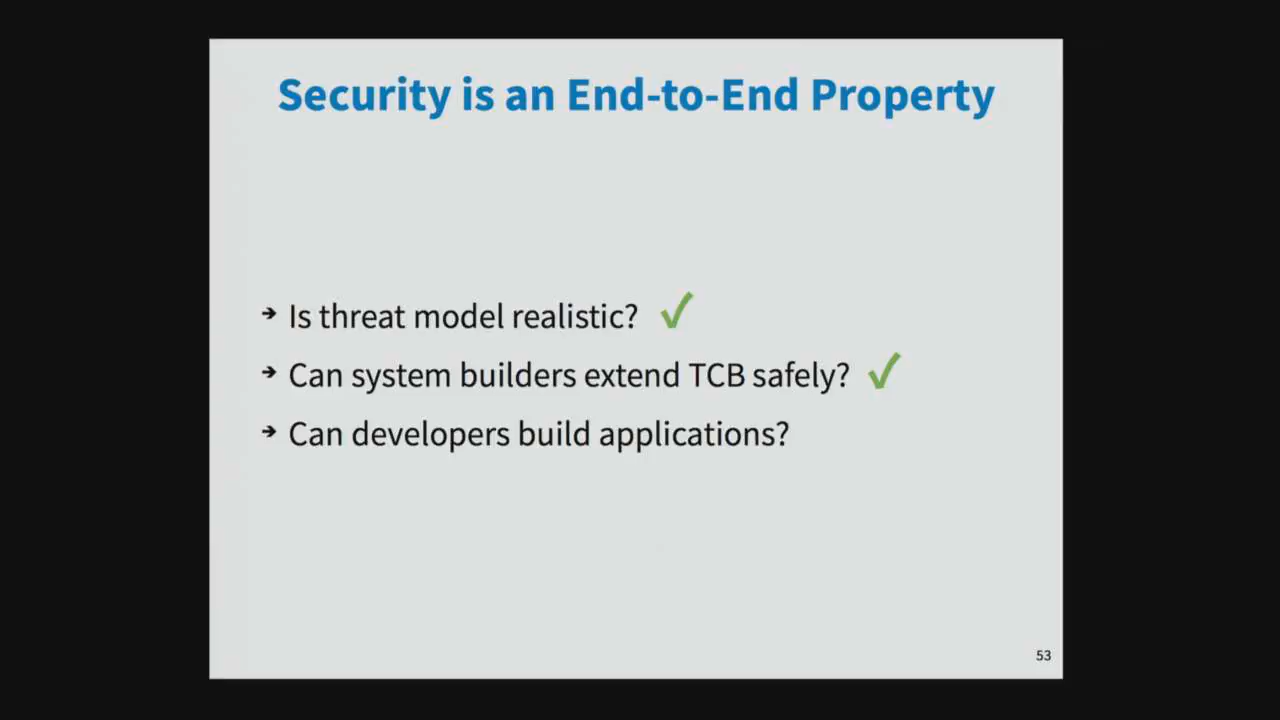 Security is an End-to-End Property
➔ Is threat model realistic? ✓
➔ Can system builders extend TCB safely? ✓
➔ Can developers build applications?
53